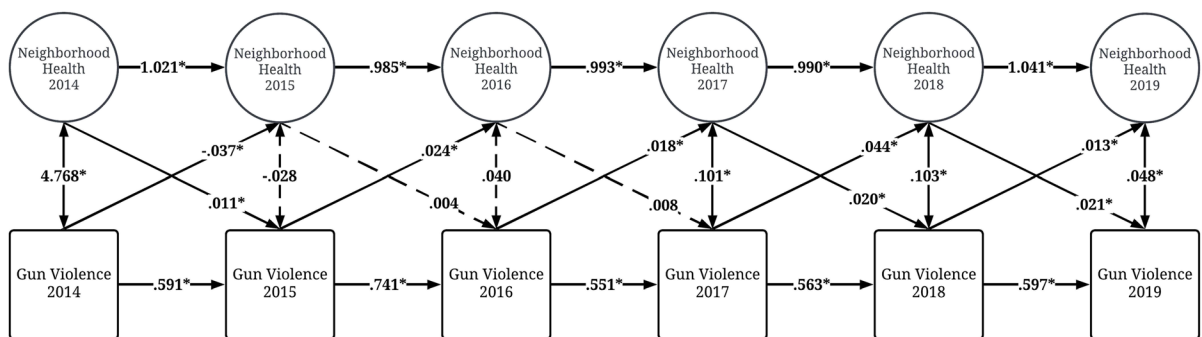 Neighborhood
Health
2014
1.021*
Neighborhood
Health
2015
.985*
Neighborhood
Health
2016
.993*
Neighborhood
Health
2017
.990*
Neighborhood
Health
2018
1.041*
Neighborhood
Health
2019
4.768*
-.037*
.011*
-.028
.024*
.004
.040
.018*
.008
.101*
.044*
.020*
.103*
.013*
.021*
.048*
Gun Violence
2014
.591*
Gun Violence
2015
.741*
Gun Violence
2016
.551*
Gun Violence
2017
.563*
Gun Violence
2018
.597*
Gun Violence
2019